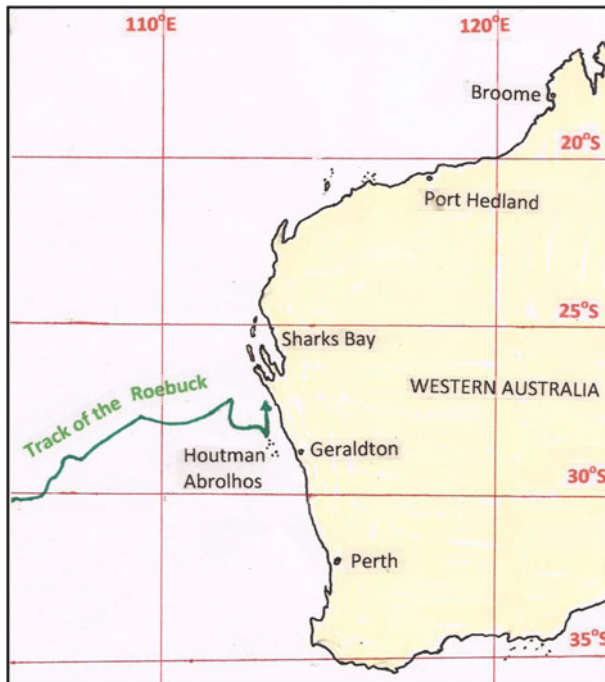 110°E
120°E
Broome
20°S
Port Hedland
25°S
Sharks Bay
Track of the Roebuck
WESTERN AUSTRALIA
Houtman
Abrolhos
Geraldton
30°S
Perth
35°S